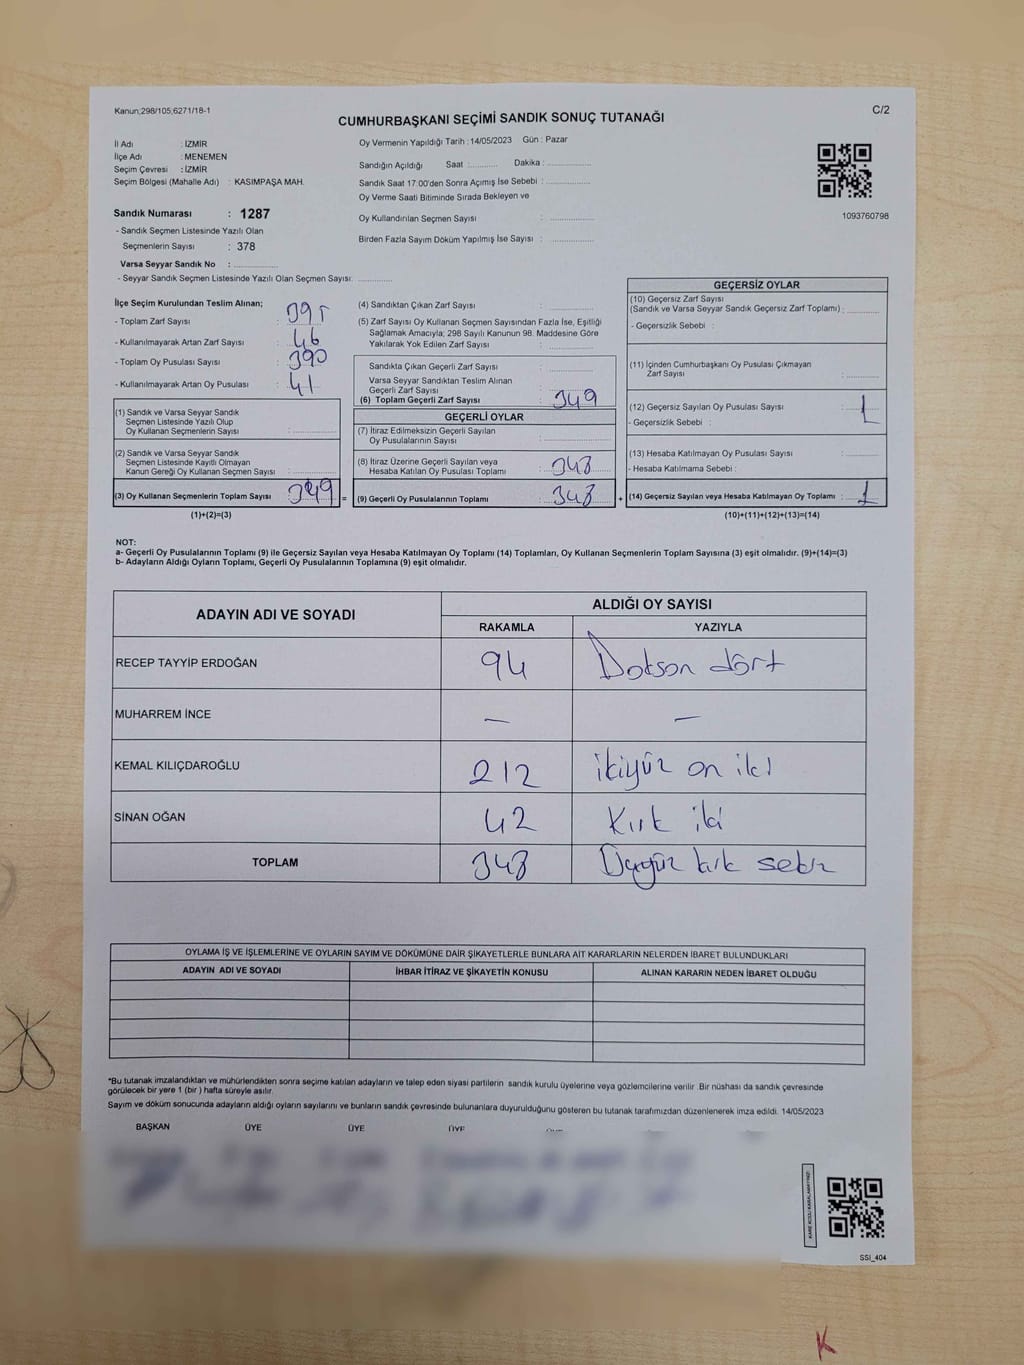 Kanun;298/105;6271/18-1
C/2
CUMHURBAŞKANI SEÇİMİ SANDIK SONUÇ TUTANAĞI
İl Adı : İZMİR
İlçe Adı : MENEMEN
Seçim Çevresi : İZMİR
Seçim Bölgesi (Mahalle Adı) : KASIMPAŞA MAH.
Sandık Numarası : 1287
- Sandık Seçmen Listesinde Yazılı Olan
Seçmenlerin Sayısı : 378
Varsa Seyyar Sandık No :
- Seyyar Sandık Seçmen Listesinde Yazılı Olan Seçmen Sayısı:
Oy Vermenin Yapıldığı Tarih : 14/05/2023 Gün : Pazar
Sandığın Açıldığı Saat : Dakika :
Sandık Saat 17:00'den Sonra Açımış İse Sebebi :
Oy Verme Saati Bitiminde Sırada Bekleyen ve
Oy Kullandırılan Seçmen Sayısı :
Birden Fazla Sayım Döküm Yapılmış İse Sayısı :
1093760798
İlçe Seçim Kurulundan Teslim Alınan;
- Toplam Zarf Sayısı : 395
- Kullanılmayarak Artan Zarf Sayısı : 46
- Toplam Oy Pusulası Sayısı : 390
- Kullanılmayarak Artan Oy Pusulası : 41
(1) Sandık ve Varsa Seyyar Sandık
Seçmen Listesinde Yazılı Olup
Oy Kullanan Seçmenlerin Sayısı :
(2) Sandık ve Varsa Seyyar Sandık
Seçmen Listesinde Kayıtlı Olmayan
Kanun Gereği Oy Kullanan Seçmen Sayısı :
(3) Oy Kullanan Seçmenlerin Toplam Sayısı : 349 =
(1)+(2)=(3)
(4) Sandıktan Çıkan Zarf Sayısı :
(5) Zarf Sayısı Oy Kullanan Seçmen Sayısından Fazla İse, Eşitliği
Sağlamak Amacıyla; 298 Sayılı Kanunun 98. Maddesine Göre
Yakılarak Yok Edilen Zarf Sayısı :
Sandıkta Çıkan Geçerli Zarf Sayısı :
Varsa Seyyar Sandıktan Teslim Alınan
Geçerli Zarf Sayısı :
(6) Toplam Geçerli Zarf Sayısı : 349
GEÇERLİ OYLAR
(7) İtiraz Edilmeksizin Geçerli Sayılan
Oy Pusulalarının Sayısı :
(8) İtiraz Üzerine Geçerli Sayılan veya
Hesaba Katılan Oy Pusulası Toplamı : 348
(9) Geçerli Oy Pusulalarının Toplamı : 348 +
GEÇERSİZ OYLAR
(10) Geçersiz Zarf Sayısı
(Sandık ve Varsa Seyyar Sandık Geçersiz Zarf Toplamı) :
- Geçersizlik Sebebi :
(11) İçinden Cumhurbaşkanı Oy Pusulası Çıkmayan
Zarf Sayısı :
(12) Geçersiz Sayılan Oy Pusulası Sayısı : 1
- Geçersizlik Sebebi :
(13) Hesaba Katılmayan Oy Pusulası Sayısı :
- Hesaba Katılmama Sebebi :
(14) Geçersiz Sayılan veya Hesaba Katılmayan Oy Toplamı : 1
(10)+(11)+(12)+(13)=(14)
NOT:
a- Geçerli Oy Pusulalarının Toplamı (9) ile Geçersiz Sayılan veya Hesaba Katılmayan Oy Toplamı (14) Toplamları, Oy Kullanan Seçmenlerin Toplam Sayısına (3) eşit olmalıdır. (9)+(14)=(3)
b- Adayların Aldığı Oyların Toplamı, Geçerli Oy Pusulalarının Toplamına (9) eşit olmalıdır.
ADAYIN ADI VE SOYADI
ALDIĞI OY SAYISI
RAKAMLA YAZIYLA
RECEP TAYYİP ERDOĞAN 94 Doksan dört
MUHARREM İNCE — —
KEMAL KILIÇDAROĞLU 212 ikiyüz on iki
SİNAN OĞAN 42 Kırk iki
TOPLAM 348 Üçyüz kırk sekiz
OYLAMA İŞ VE İŞLEMLERİNE VE OYLARIN SAYIM VE DÖKÜMÜNE DAİR ŞİKAYETLERLE BUNLARA AİT KARARLARIN NELERDEN İBARET BULUNDUKLARI
ADAYIN ADI VE SOYADI İHBAR İTİRAZ VE ŞİKAYETİN KONUSU ALINAN KARARIN NEDEN İBARET OLDUĞU
*Bu tutanak imzalandıktan ve mühürlendikten sonra seçime katılan adayların ve talep eden siyasi partilerin sandık kurulu üyelerine veya gözlemcilerine verilir .Bir nüshası da sandık çevresinde
görülecek bir yere 1 (bir ) hafta süreyle asılır.
Sayım ve döküm sonucunda adayların aldığı oyların sayılarını ve bunların sandık çevresinde bulunanlara duyurulduğunu gösteren bu tutanak tarafımızdan düzenlenerek imza edildi. 14/05/2023
BAŞKAN ÜYE ÜYE ÜYE
SSİ_404
K